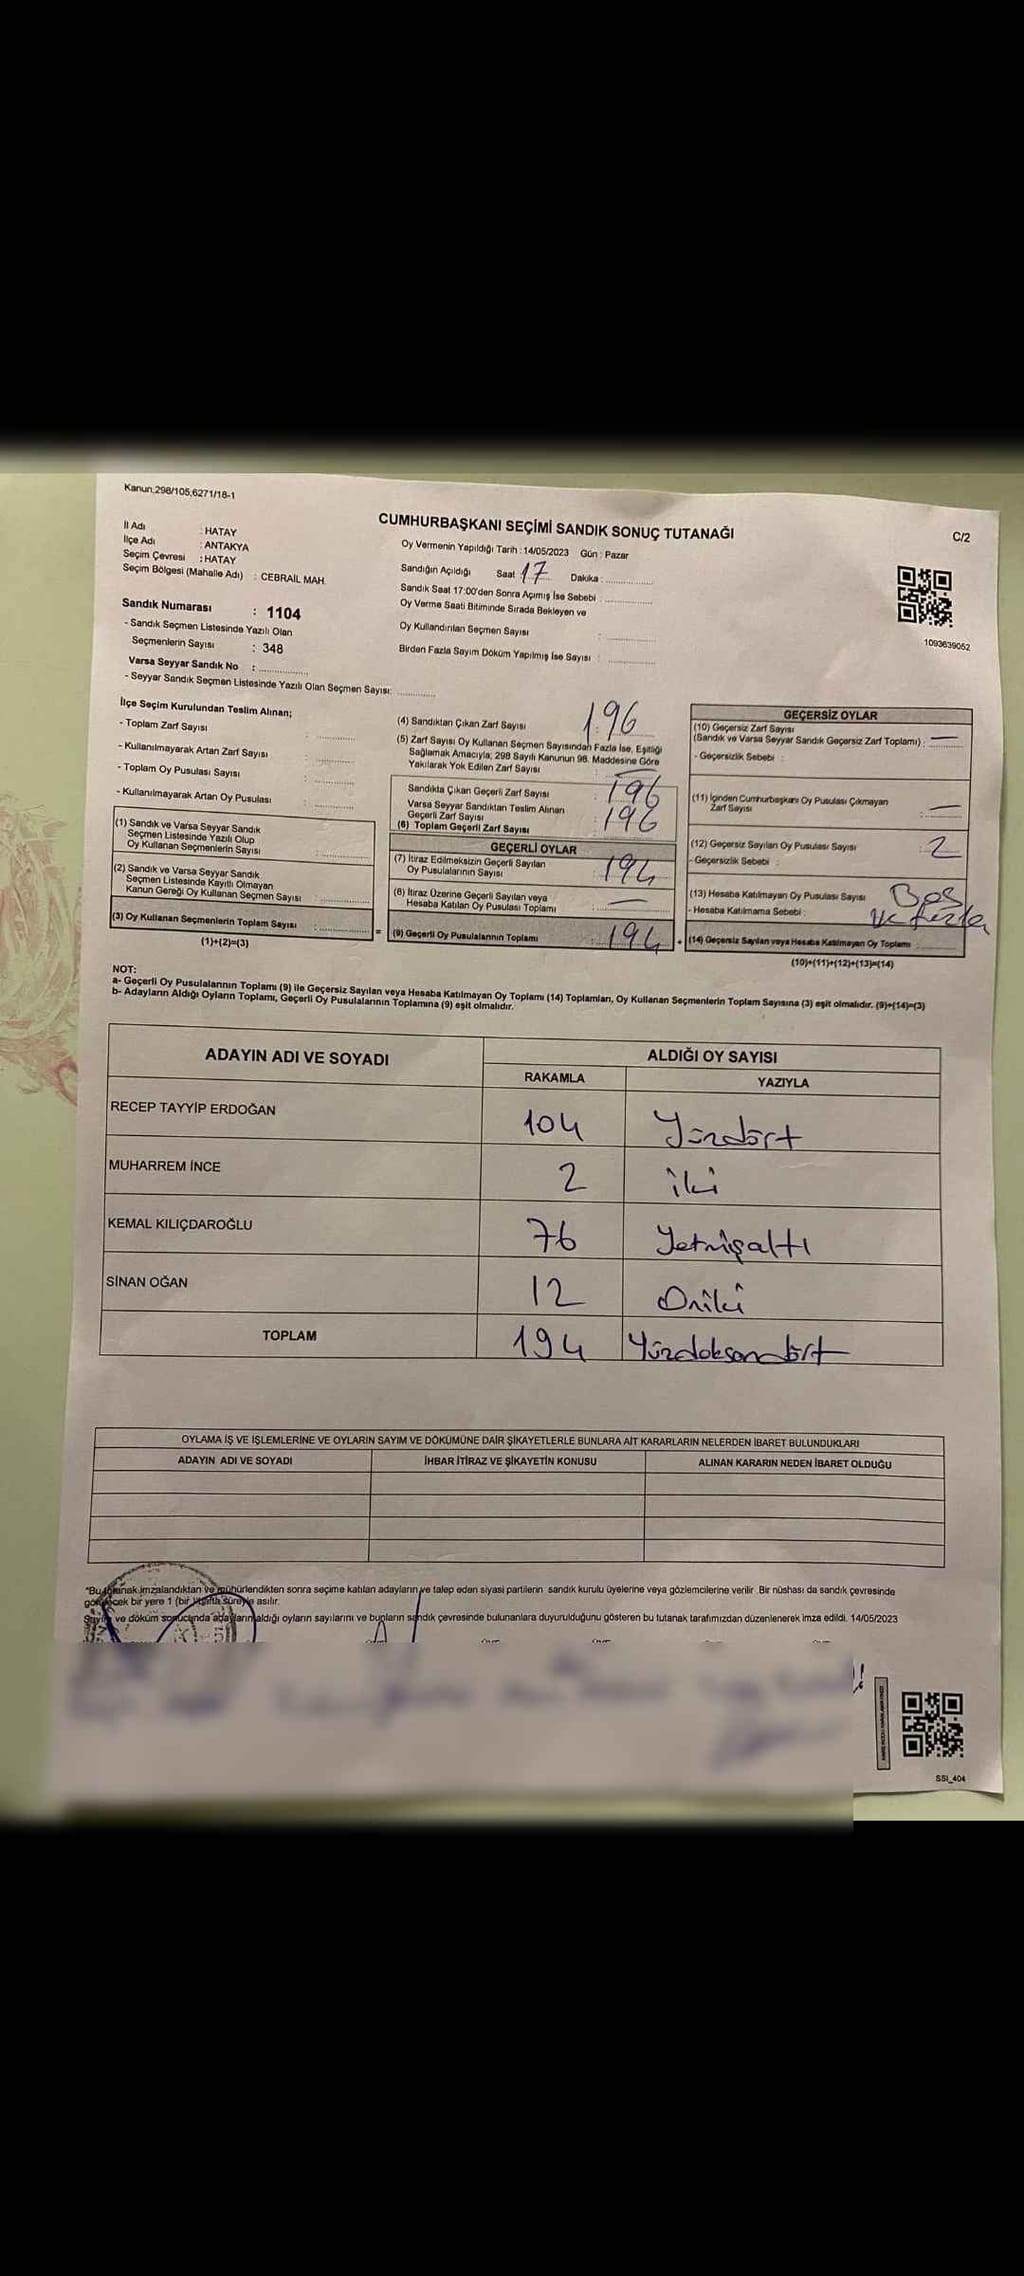 Kanun,298/105,6271/18-1
CUMHURBAŞKANI SEÇİMİ SANDIK SONUÇ TUTANAĞI
C/2
İl Adı : HATAY
İlçe Adı : ANTAKYA
Seçim Çevresi : HATAY
Seçim Bölgesi (Mahalle Adı) : CEBRAİL MAH.
Oy Vermenin Yapıldığı Tarih : 14/05/2023 Gün : Pazar
Sandığın Açıldığı Saat 17 Dakika :
Sandık Saat 17:00'den Sonra Açımış İse Sebebi :
Oy Verme Saati Bitiminde Sırada Bekleyen ve
Oy Kullandırılan Seçmen Sayısı :
Birden Fazla Sayım Döküm Yapılmış İse Sayısı :
1093639052
Sandık Numarası : 1104
- Sandık Seçmen Listesinde Yazılı Olan
Seçmenlerin Sayısı : 348
Varsa Seyyar Sandık No :
- Seyyar Sandık Seçmen Listesinde Yazılı Olan Seçmen Sayısı:
İlçe Seçim Kurulundan Teslim Alınan;
- Toplam Zarf Sayısı :
- Kullanılmayarak Artan Zarf Sayısı :
- Toplam Oy Pusulası Sayısı :
- Kullanılmayarak Artan Oy Pusulası :
(1) Sandık ve Varsa Seyyar Sandık
Seçmen Listesinde Yazılı Olup
Oy Kullanan Seçmenlerin Sayısı :
(2) Sandık ve Varsa Seyyar Sandık
Seçmen Listesinde Kayıtlı Olmayan
Kanun Gereği Oy Kullanan Seçmen Sayısı :
(3) Oy Kullanan Seçmenlerin Toplam Sayısı :
(1)+(2)=(3)
=
(4) Sandıktan Çıkan Zarf Sayısı : 196
(5) Zarf Sayısı Oy Kullanan Seçmen Sayısından Fazla İse, Eşitliği
Sağlamak Amacıyla, 298 Sayılı Kanunun 98. Maddesine Göre
Yakılarak Yok Edilen Zarf Sayısı : —
Sandıkta Çıkan Geçerli Zarf Sayısı : 196
Varsa Seyyar Sandıktan Teslim Alınan
Geçerli Zarf Sayısı :
(6) Toplam Geçerli Zarf Sayısı : 196
GEÇERLİ OYLAR
(7) İtiraz Edilmeksizin Geçerli Sayılan
Oy Pusulalarının Sayısı : 194
(8) İtiraz Üzerine Geçerli Sayılan veya
Hesaba Katılan Oy Pusulası Toplamı : —
(9) Geçerli Oy Pusulalarının Toplamı : 194
+
GEÇERSİZ OYLAR
(10) Geçersiz Zarf Sayısı
(Sandık ve Varsa Seyyar Sandık Geçersiz Zarf Toplamı) : —
- Geçersizlik Sebebi :
(11) İçinden Cumhurbaşkanı Oy Pusulası Çıkmayan
Zarf Sayısı : —
(12) Geçersiz Sayılan Oy Pusulası Sayısı : 2
- Geçersizlik Sebebi :
(13) Hesaba Katılmayan Oy Pusulası Sayısı : Boş
- Hesaba Katılmama Sebebi : ve fazla
(14) Geçersiz Sayılan veya Hesaba Katılmayan Oy Toplamı :
(10)+(11)+(12)+(13)=(14)
NOT:
a- Geçerli Oy Pusulalarının Toplamı (9) ile Geçersiz Sayılan veya Hesaba Katılmayan Oy Toplamı (14) Toplamları, Oy Kullanan Seçmenlerin Toplam Sayısına (3) eşit olmalıdır. (9)+(14)=(3)
b- Adayların Aldığı Oyların Toplamı, Geçerli Oy Pusulalarının Toplamına (9) eşit olmalıdır.
ADAYIN ADI VE SOYADI
ALDIĞI OY SAYISI
RAKAMLA YAZIYLA
RECEP TAYYİP ERDOĞAN 104 Yüzdört
MUHARREM İNCE 2 iki
KEMAL KILIÇDAROĞLU 76 Yetmişaltı
SİNAN OĞAN 12 Oniki
TOPLAM 194 Yüzdoksandört
OYLAMA İŞ VE İŞLEMLERİNE VE OYLARIN SAYIM VE DÖKÜMÜNE DAİR ŞİKAYETLERLE BUNLARA AİT KARARLARIN NELERDEN İBARET BULUNDUKLARI
ADAYIN ADI VE SOYADI İHBAR İTİRAZ VE ŞİKAYETİN KONUSU ALINAN KARARIN NEDEN İBARET OLDUĞU
*Bu tutanak imzalandıktan ve mühürlendikten sonra seçime katılan adayların ve talep eden siyasi partilerin sandık kurulu üyelerine veya gözlemcilerine verilir .Bir nüshası da sandık çevresinde
görülecek bir yere 1 (bir ) hafta süreyle asılır.
Sayım ve döküm sonucunda adayların aldığı oyların sayılarını ve bunların sandık çevresinde bulunanlara duyurulduğunu gösteren bu tutanak tarafımızdan düzenlenerek imza edildi. 14/05/2023
SSI_404